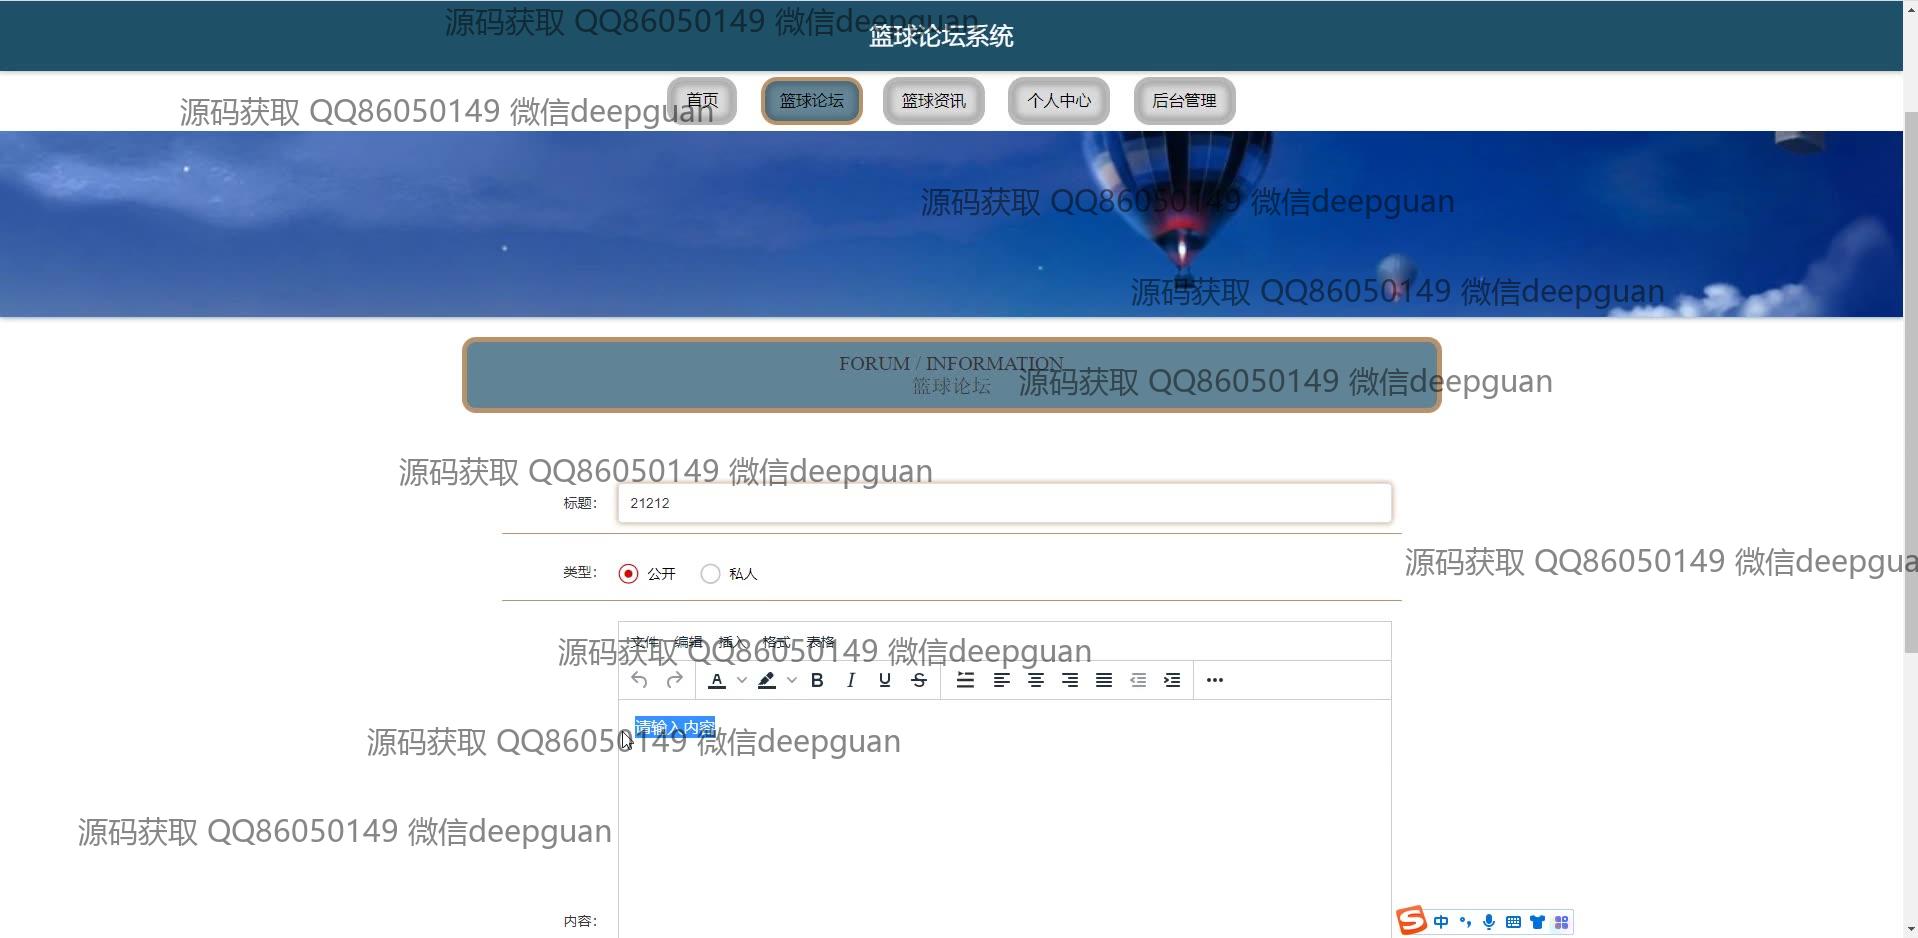 源码获取 QQ86050149 微信deepguan
篮球论坛系统
首页 篮球论坛 篮球资讯 个人中心 后台管理
源码获取 QQ86050149 微信deepguan
源码获取 QQ86050149 微信deepguan
源码获取 QQ86050149 微信deepguan
FORUM / INFORMATION
篮球论坛
源码获取 QQ86050149 微信deepguan
源码获取 QQ86050149 微信deepguan
标题: 21212
源码获取 QQ86050149 微信deepgua
类型: 公开 私人
文件 编辑 插入 格式 表格
源码获取 QQ86050149 微信deepguan
A B I U S
请输入内容
源码获取 QQ86050149 微信deepguan
源码获取 QQ86050149 微信deepguan
内容:
S 中